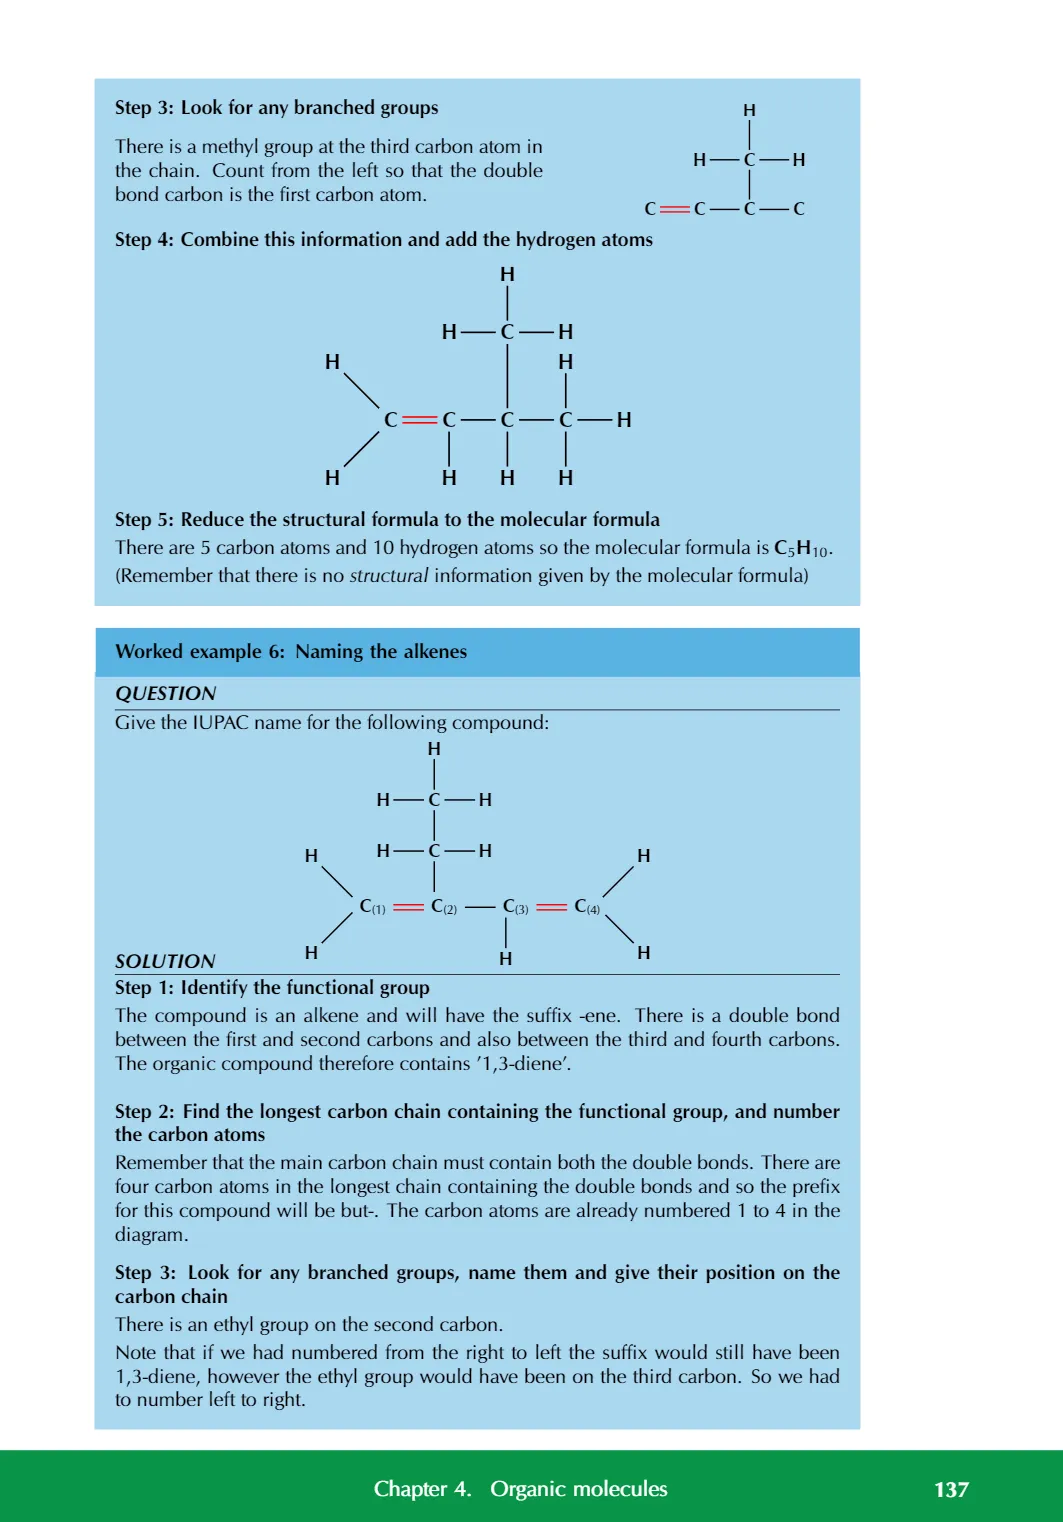 Step 3: Look for any branched groups
There is a methyl group at the third carbon atom in
the chain. Count from the left so that the double
bond carbon is the first carbon atom.
H
H C H
C C C C
Step 4: Combine this information and add the hydrogen atoms
H
H C H
H H
C C C C H
H H H H
Step 5: Reduce the structural formula to the molecular formula
There are 5 carbon atoms and 10 hydrogen atoms so the molecular formula is C₅H₁₀.
(Remember that there is no structural information given by the molecular formula)
Worked example 6: Naming the alkenes
QUESTION
Give the IUPAC name for the following compound:
H
H C H
H C H
H H
C(1) C(2) C(3) C(4)
H H H
SOLUTION
Step 1: Identify the functional group
The compound is an alkene and will have the suffix -ene. There is a double bond
between the first and second carbons and also between the third and fourth carbons.
The organic compound therefore contains ’1,3-diene’.
Step 2: Find the longest carbon chain containing the functional group, and number
the carbon atoms
Remember that the main carbon chain must contain both the double bonds. There are
four carbon atoms in the longest chain containing the double bonds and so the prefix
for this compound will be but-. The carbon atoms are already numbered 1 to 4 in the
diagram.
Step 3: Look for any branched groups, name them and give their position on the
carbon chain
There is an ethyl group on the second carbon.
Note that if we had numbered from the right to left the suffix would still have been
1,3-diene, however the ethyl group would have been on the third carbon. So we had
to number left to right.
Chapter 4. Organic molecules 137